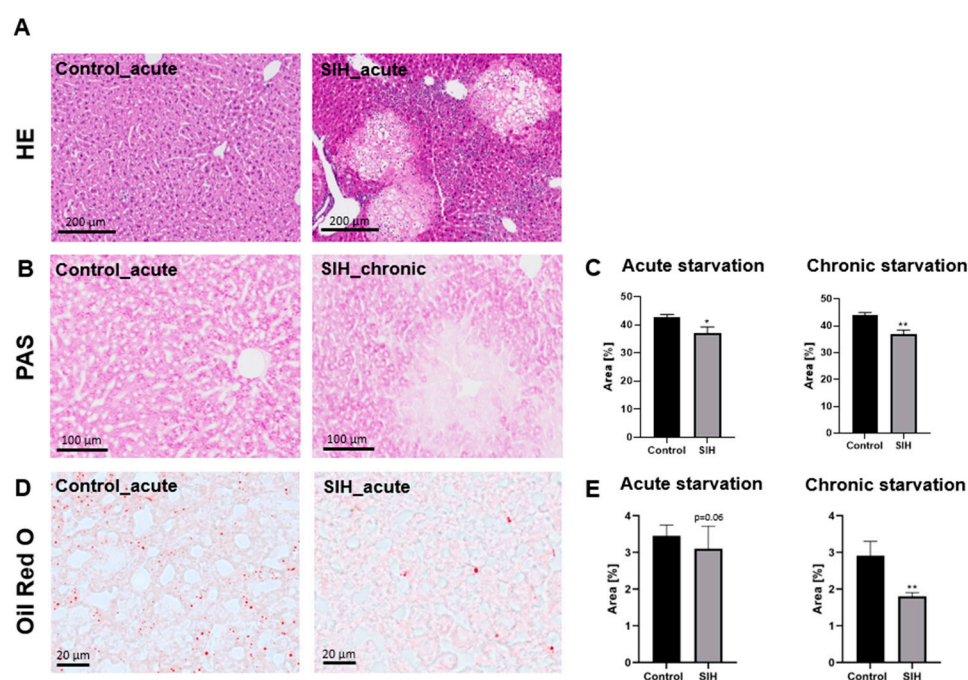 A
HE
Control_acute
200 µm
SIH_acute
200 µm
B
PAS
Control_acute
100 µm
SIH_chronic
100 µm
C
Acute starvation
Area [%]
50
40
30
20
10
0
*
Control
SIH
Chronic starvation
Area [%]
50
40
30
20
10
0
**
Control
SIH
D
Oil Red O
Control_acute
20 µm
SIH_acute
20 µm
E
Acute starvation
Area [%]
4
3
2
1
0
p=0.06
Control
SIH
Chronic starvation
Area [%]
4
3
2
1
0
**
Control
SIH